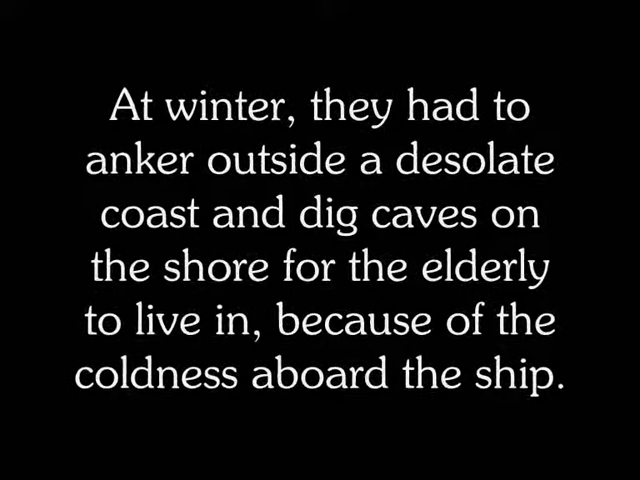 At winter, they had to
anker outside a desolate
coast and dig caves on
the shore for the elderly
to live in, because of the
coldness aboard the ship.